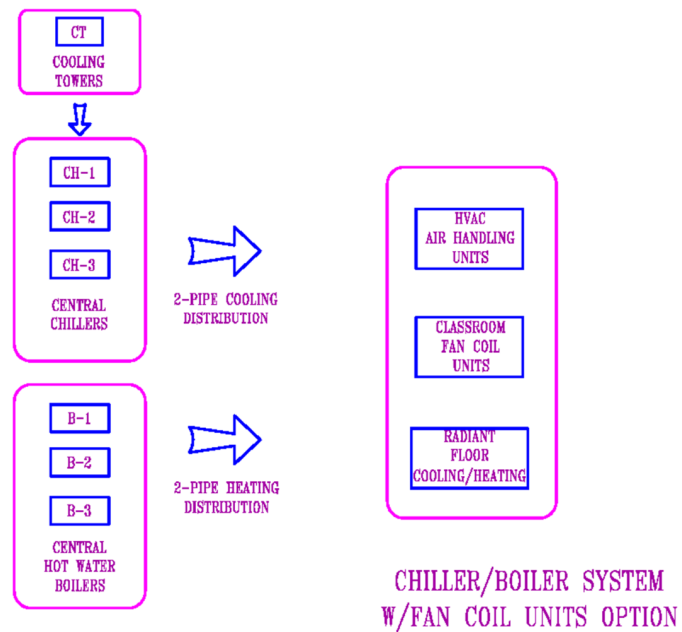 CT
COOLING
TOWERS
CH-1
CH-2
CH-3
CENTRAL
CHILLERS
2-PIPE COOLING
DISTRIBUTION
B-1
B-2
B-3
CENTRAL
HOT WATER
BOILERS
2-PIPE HEATING
DISTRIBUTION
HVAC
AIR HANDLING
UNITS
CLASSROOM
FAN COIL
UNITS
RADIANT
FLOOR
COOLING/HEATING
CHILLER/BOILER SYSTEM
W/FAN COIL UNITS OPTION